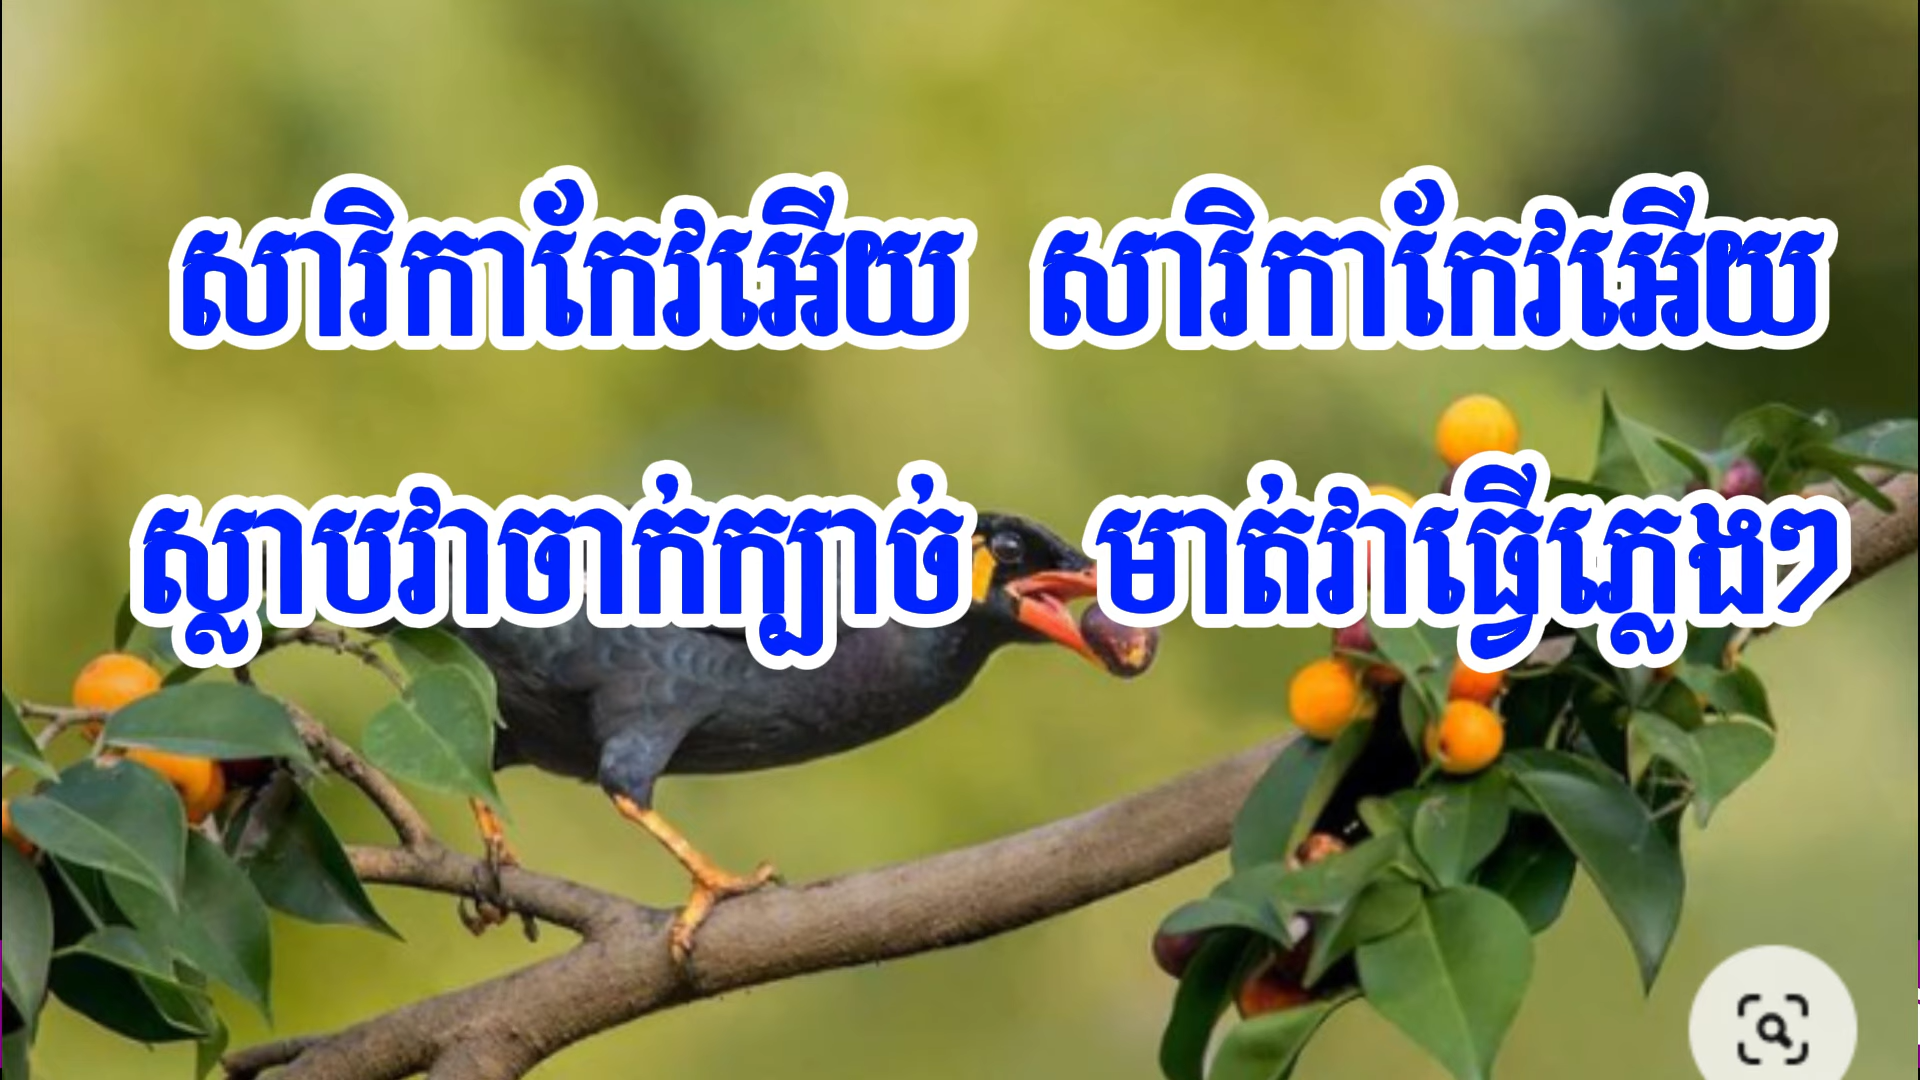 សារិកាកែវអើយ សារិកាកែវអើយ
ស្លាបវាចាក់ក្បាច់ មាត់វាធ្វើភ្លេងៗ